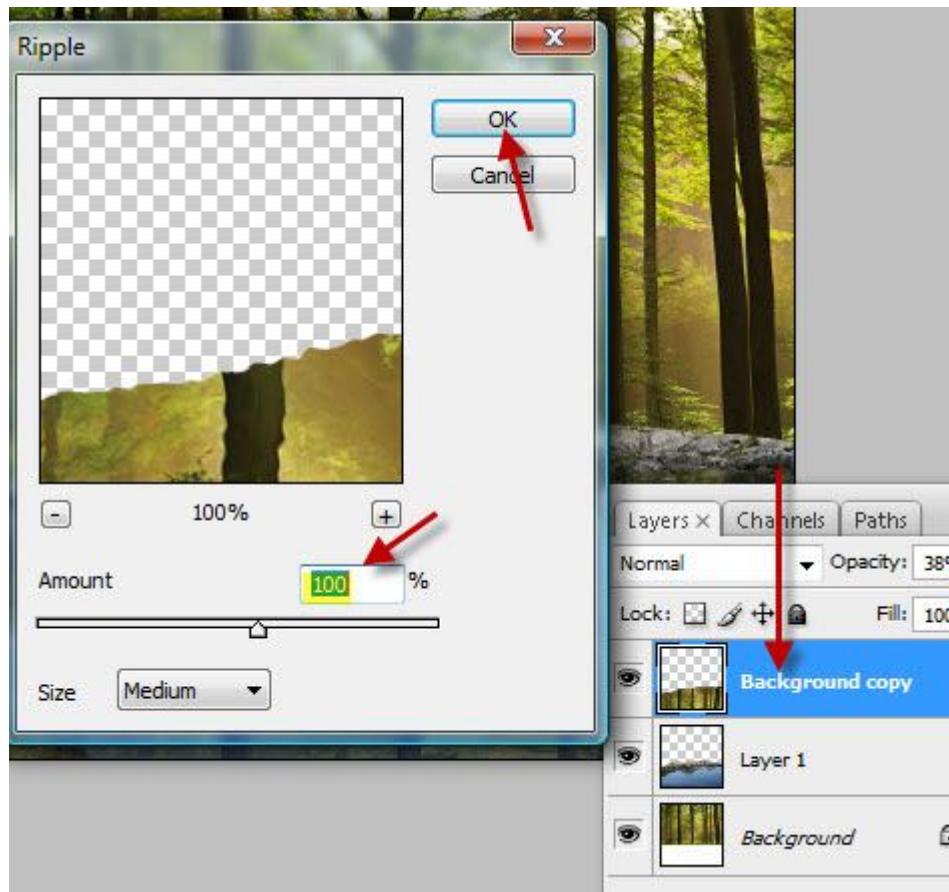 Ripple
OK
Cancel
100%
Amount
100 %
Size
Medium
Layers × Channels Paths
Normal
Opacity:
Lock:
Fill:
Background copy
Layer 1
Background